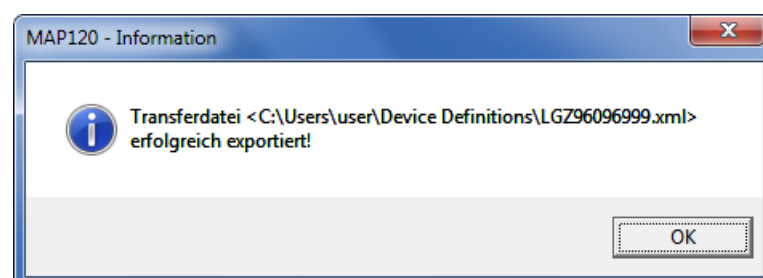 MAP120 - Information
Transferdatei <C:\Users\user\Device Definitions\LGZ96096999.xml>
erfolgreich exportiert!
OK